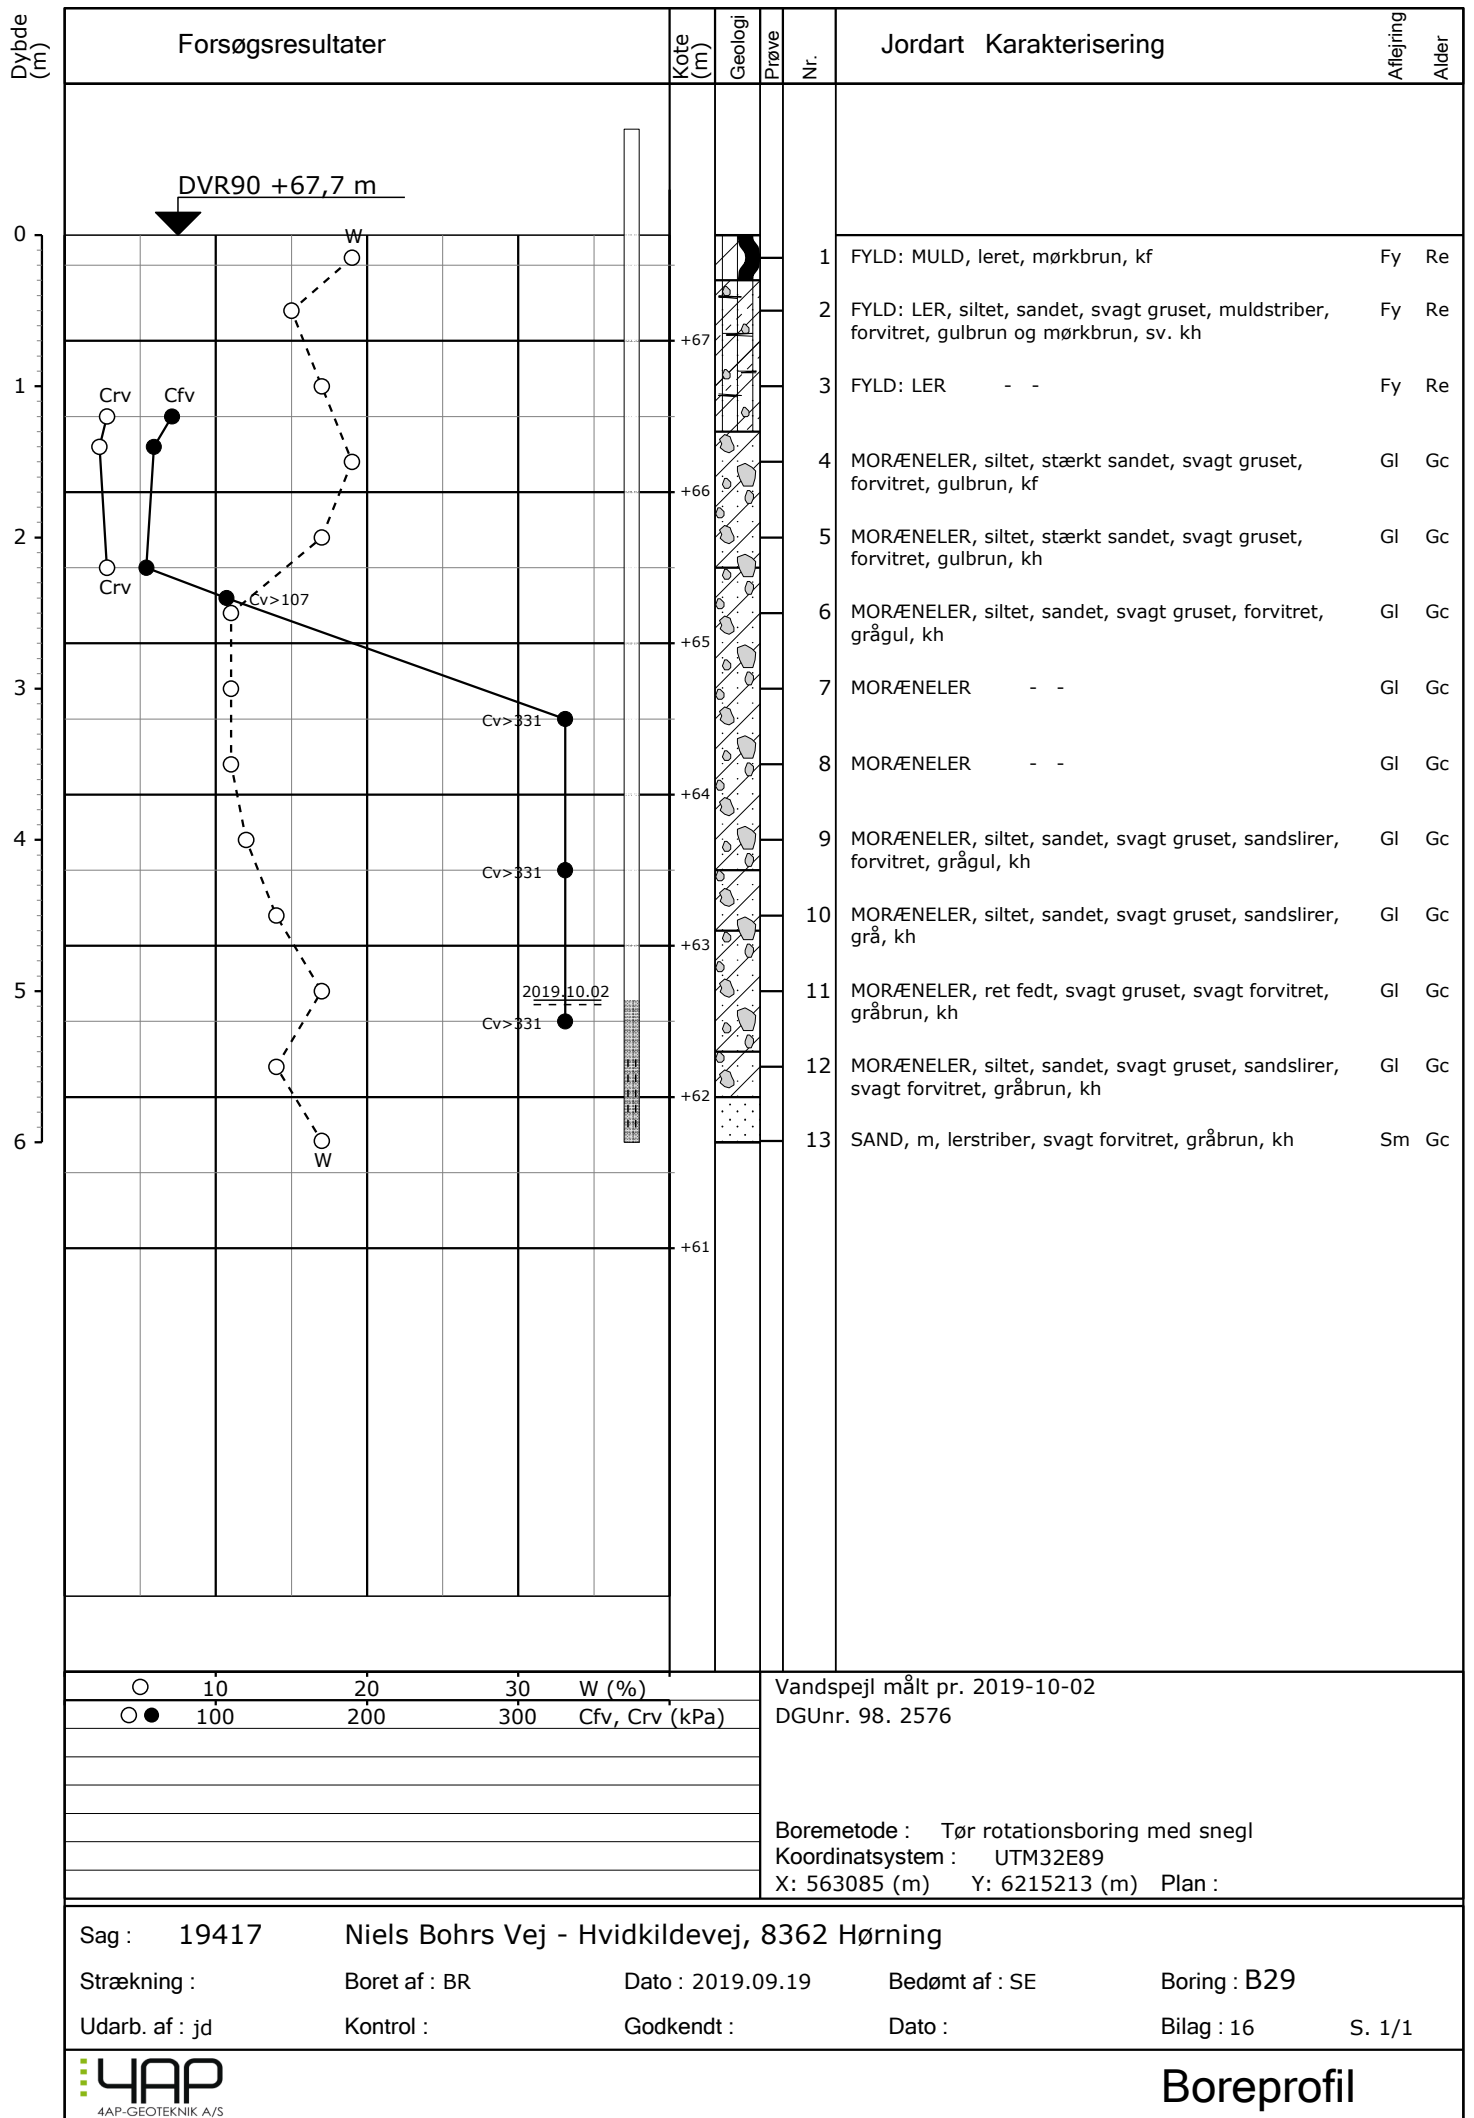 Dybde (m)
Forsøgsresultater
Kote (m)
Geologi
Prøve
Nr.
Jordart Karakterisering
Aflejring
Alder
DVR90 +67,7 m
0
W
1 FYLD: MULD, leret, mørkbrun, kf Fy Re
2 FYLD: LER, siltet, sandet, svagt gruset, muldstriber, Fy Re
forvitret, gulbrun og mørkbrun, sv. kh
+67
1
Crv Cfv
3 FYLD: LER - - Fy Re
4 MORÆNELER, siltet, stærkt sandet, svagt gruset, Gl Gc
forvitret, gulbrun, kf
+66
2
5 MORÆNELER, siltet, stærkt sandet, svagt gruset, Gl Gc
forvitret, gulbrun, kh
Crv
Cv>107
6 MORÆNELER, siltet, sandet, svagt gruset, forvitret, Gl Gc
grågul, kh
+65
3
7 MORÆNELER - - Gl Gc
Cv>331
8 MORÆNELER - - Gl Gc
+64
4
9 MORÆNELER, siltet, sandet, svagt gruset, sandslirer, Gl Gc
forvitret, grågul, kh
Cv>331
10 MORÆNELER, siltet, sandet, svagt gruset, sandslirer, Gl Gc
grå, kh
+63
5
2019.10.02
11 MORÆNELER, ret fedt, svagt gruset, svagt forvitret, Gl Gc
gråbrun, kh
Cv>331
12 MORÆNELER, siltet, sandet, svagt gruset, sandslirer, Gl Gc
svagt forvitret, gråbrun, kh
+62
6
13 SAND, m, lerstriber, svagt forvitret, gråbrun, kh Sm Gc
W
+61
10 20 30 W (%)
100 200 300 Cfv, Crv (kPa)
Vandspejl målt pr. 2019-10-02
DGUnr. 98. 2576
Boremetode : Tør rotationsboring med snegl
Koordinatsystem : UTM32E89
X: 563085 (m) Y: 6215213 (m) Plan :
Sag : 19417 Niels Bohrs Vej - Hvidkildevej, 8362 Hørning
Strækning : Boret af : BR Dato : 2019.09.19 Bedømt af : SE Boring : B29
Udarb. af : jd Kontrol : Godkendt : Dato : Bilag : 16 S. 1/1
4AP
4AP-GEOTEKNIK A/S
Boreprofil